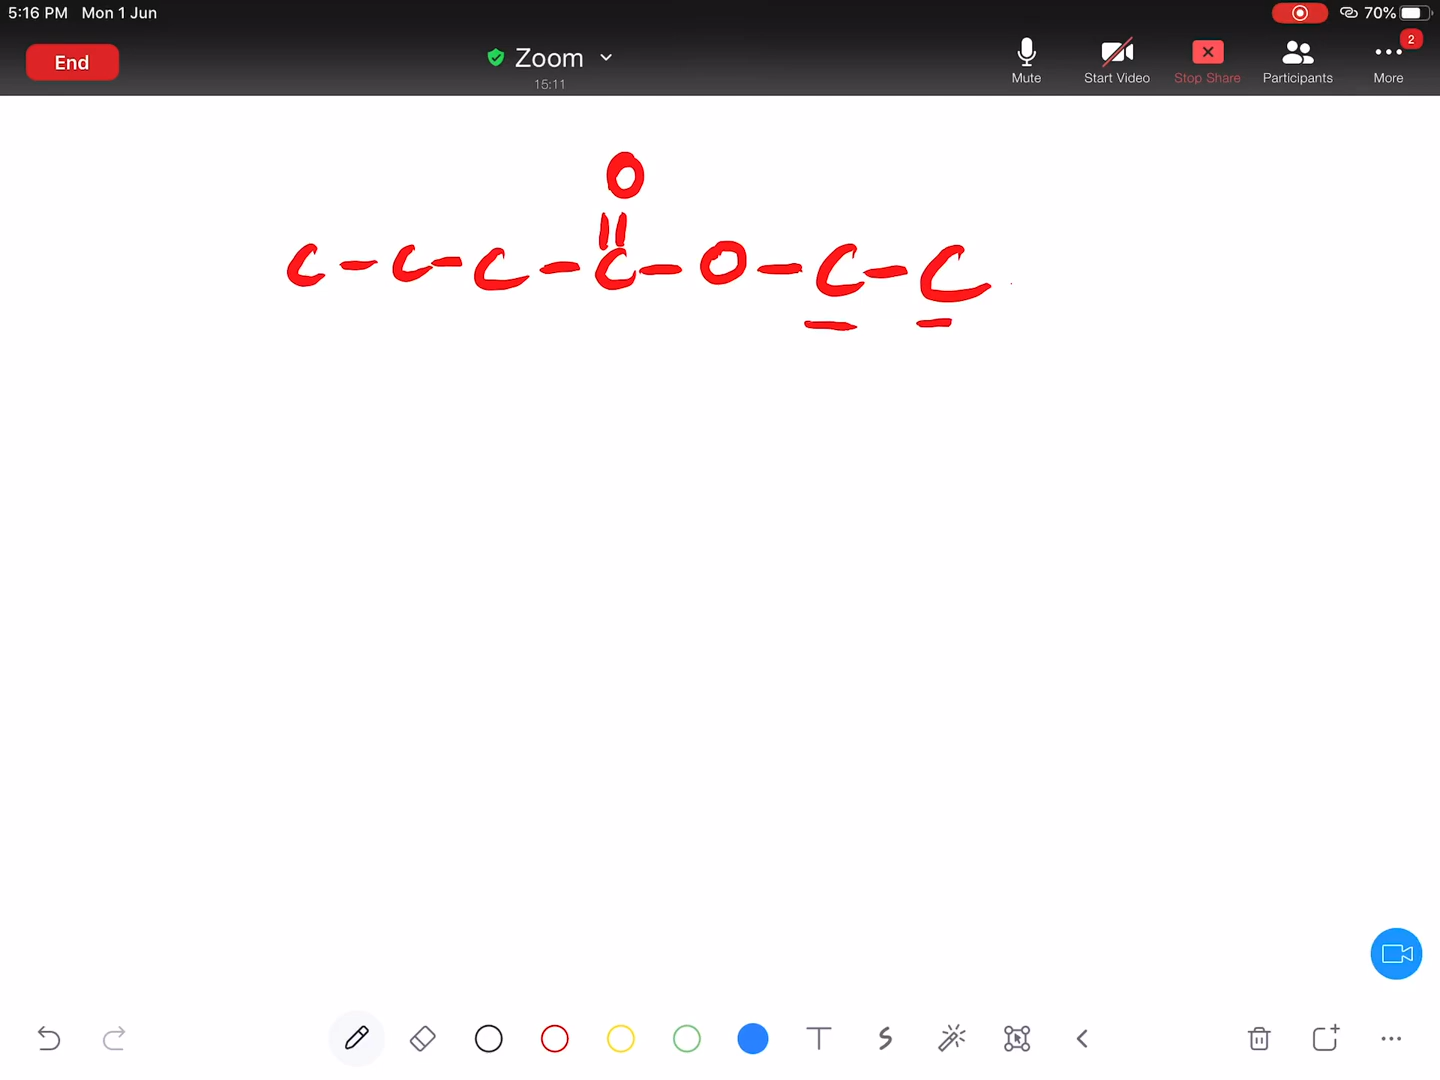 5:16 PM Mon 1 Jun
70%
End
Zoom
15:11
Mute
Start Video
Stop Share
Participants
More
2
O
C - C - C - C - O - C - C
T